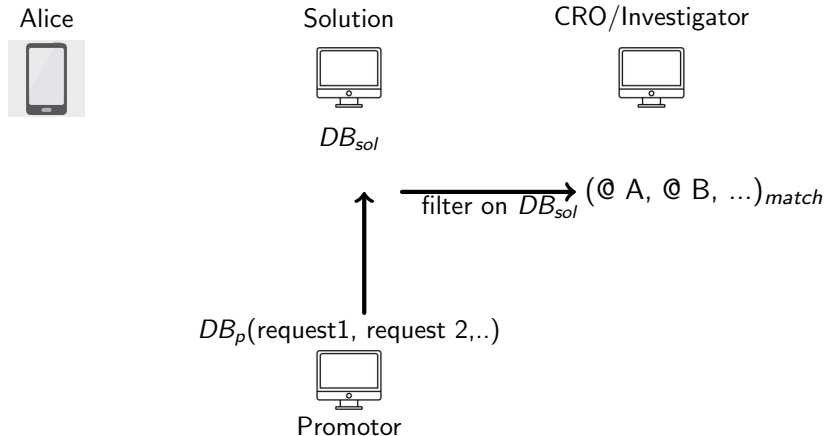 Alice
Solution
CRO/Investigator
DB_sol
filter on DB_sol
(@ A, @ B, ...)_match
DB_p(request1, request 2,..)
Promotor